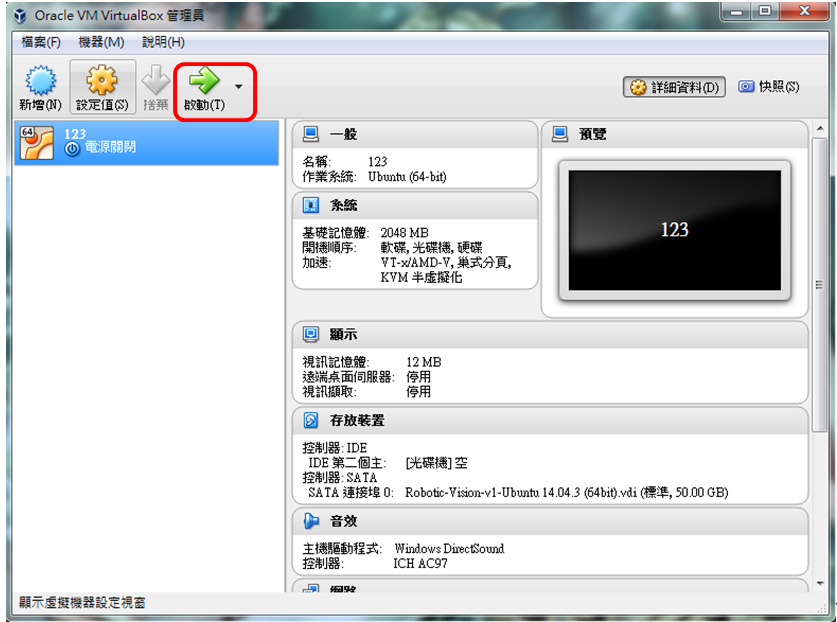 Oracle VM VirtualBox 管理員
檔案(F) 機器(M) 說明(H)
新增(N) 設定值(S) 捨棄 啟動(T) 詳細資料(D) 快照(S)
64 123
電源關閉
一般
名稱: 123
作業系統: Ubuntu (64-bit)
系統
基礎記憶體: 2048 MB
開機順序: 軟碟, 光碟機, 硬碟
加速: VT-x/AMD-V, 巢式分頁,
KVM 半虛擬化
預覽
123
顯示
視訊記憶體: 12 MB
遠端桌面伺服器: 停用
視訊擷取: 停用
存放裝置
控制器: IDE
IDE 第二個主: [光碟機] 空
控制器: SATA
SATA 連接埠 0: Robotic-Vision-v1-Ubuntu 14.04.3 (64bit).vdi (標準, 50.00 GB)
音效
主機驅動程式: Windows DirectSound
控制器: ICH AC97
網路
顯示虛擬機器設定視窗